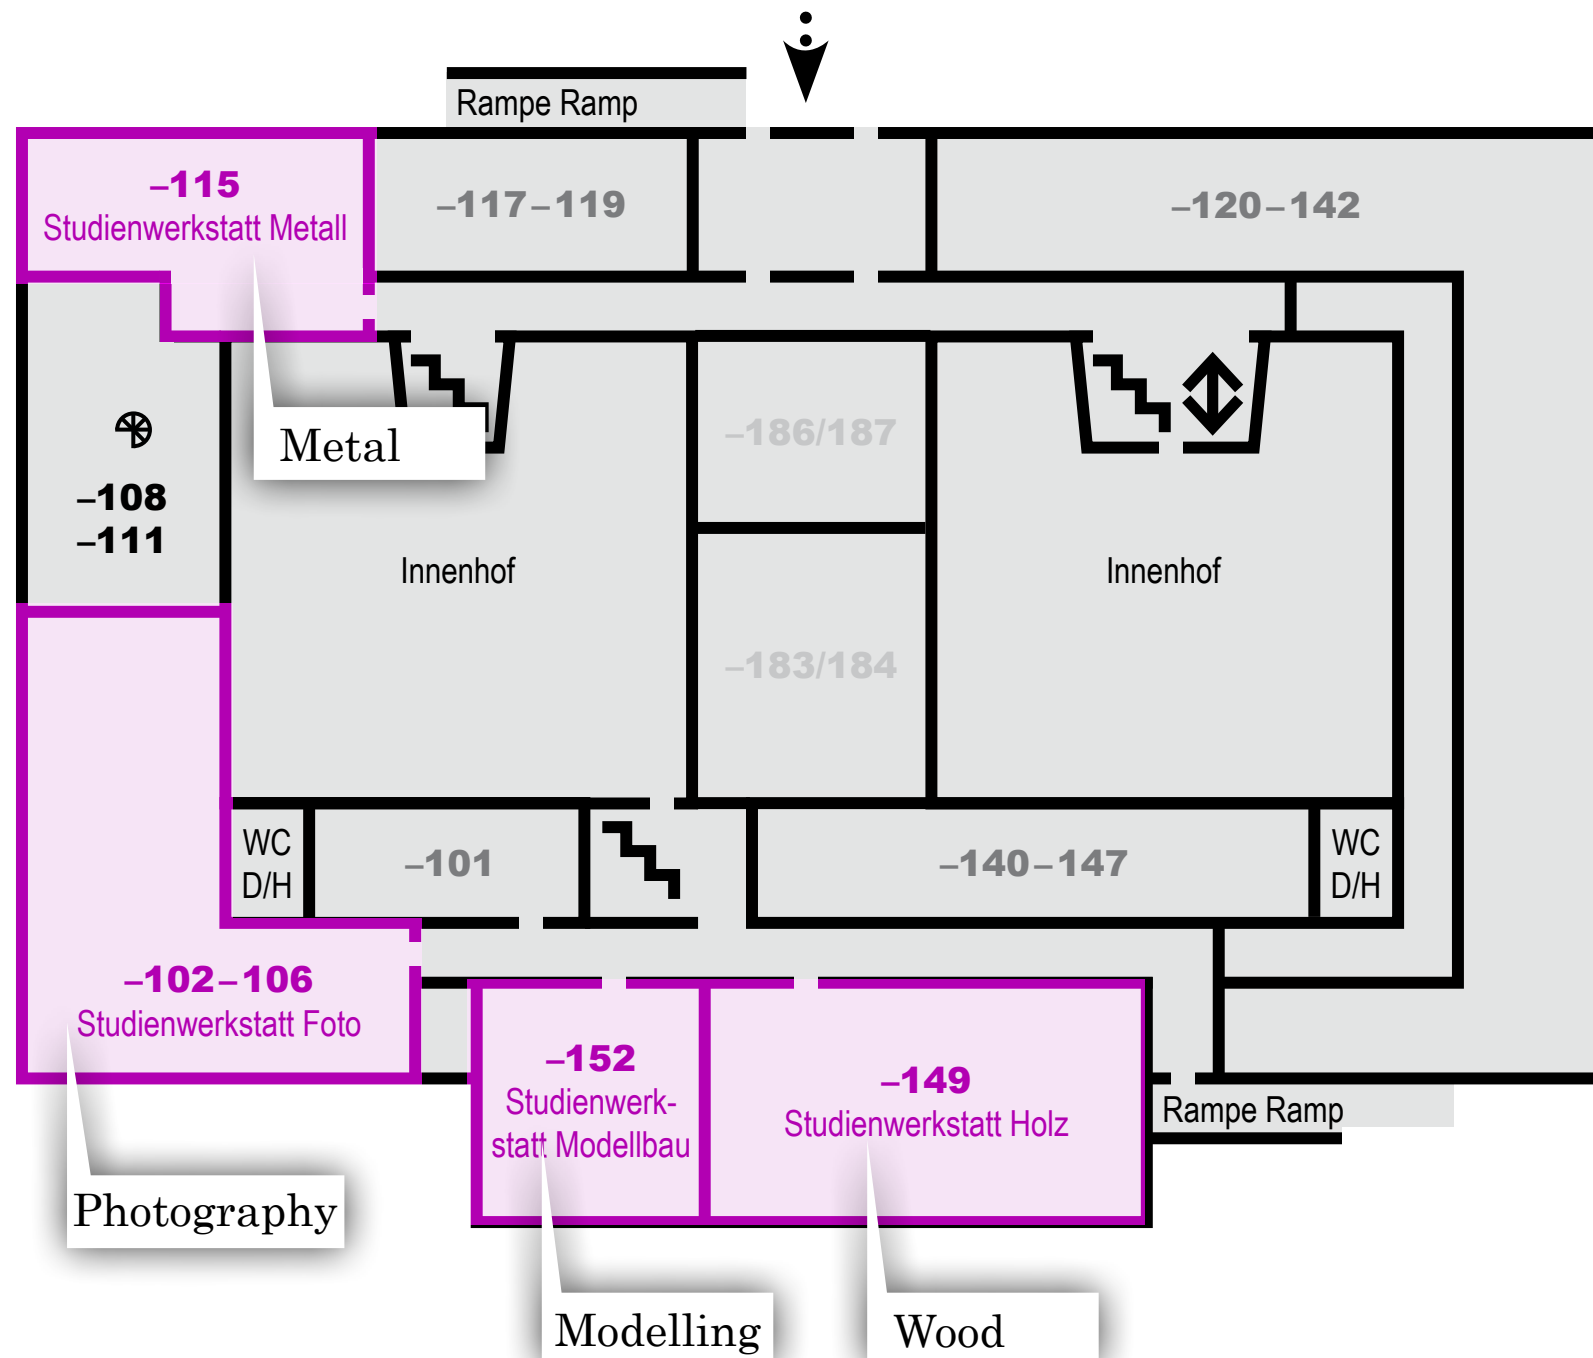 Rampe Ramp
–115
Studienwerkstatt Metall
–117–119
–120–142
Metal
–186/187
–108
–111
Innenhof
Innenhof
–183/184
WC
D/H
–101
–140–147
WC
D/H
–102–106
Studienwerkstatt Foto
–152
Studienwerk-
statt Modellbau
–149
Studienwerkstatt Holz
Rampe Ramp
Photography
Modelling
Wood